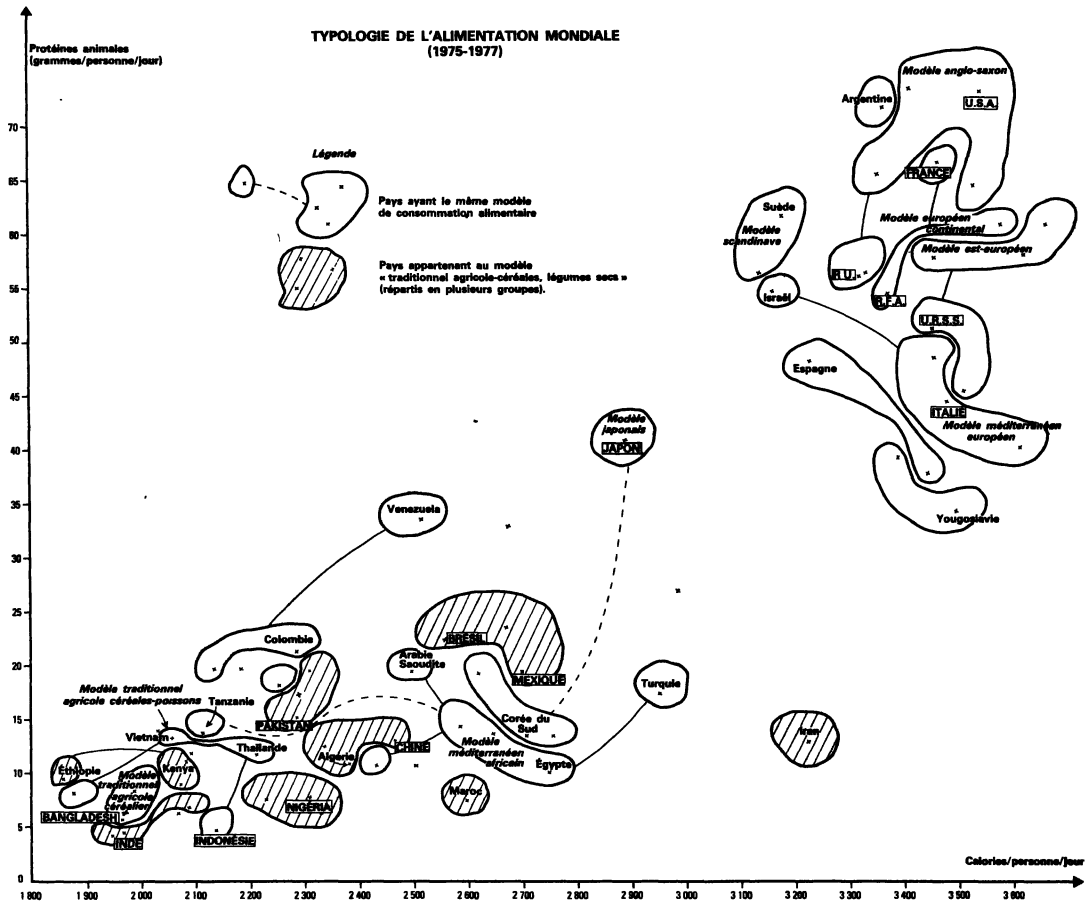 TYPOLOGIE DE L'ALIMENTATION MONDIALE
(1975-1977)
Protéines animales
(grammes/personne/jour)
Légende
Pays ayant le même modèle
de consommation alimentaire
Pays appartenant au modèle
« traditionnel agricole-céréales, légumes secs »
(répartis en plusieurs groupes).
Modèle anglo-saxon
Argentine
U.S.A.
FRANCE
Suède
Modèle
scandinave
Modèle européen
continental
Modèle est-européen
R.U.
Israël
R.F.A.
U.R.S.S.
Espagne
ITALIE
Modèle méditerranéen
européen
Modèle
japonais
JAPON
Yougoslavie
Venezuela
Colombie
BRÉSIL
Arabie
Saoudite
MEXIQUE
Turquie
Modèle traditionnel
agricole céréales-poissons
Tanzanie
PAKISTAN
Corée du
Sud
Vietnam
Thaïlande
Algérie
CHINE
Modèle
méditerranéen
africain
Égypte
Iran
Éthiopie
Kenya
Modèle
traditionnel
agricole
céréalier
Maroc
NIGÉRIA
BANGLADESH
INDE
INDONÉSIE
70
65
60
55
50
45
40
35
30
25
20
15
10
5
0
Calories/personne/jour
1 800
1 900
2 000
2 100
2 200
2 300
2 400
2 500
2 600
2 700
2 800
2 900
3 000
3 100
3 200
3 300
3 400
3 500
3 600